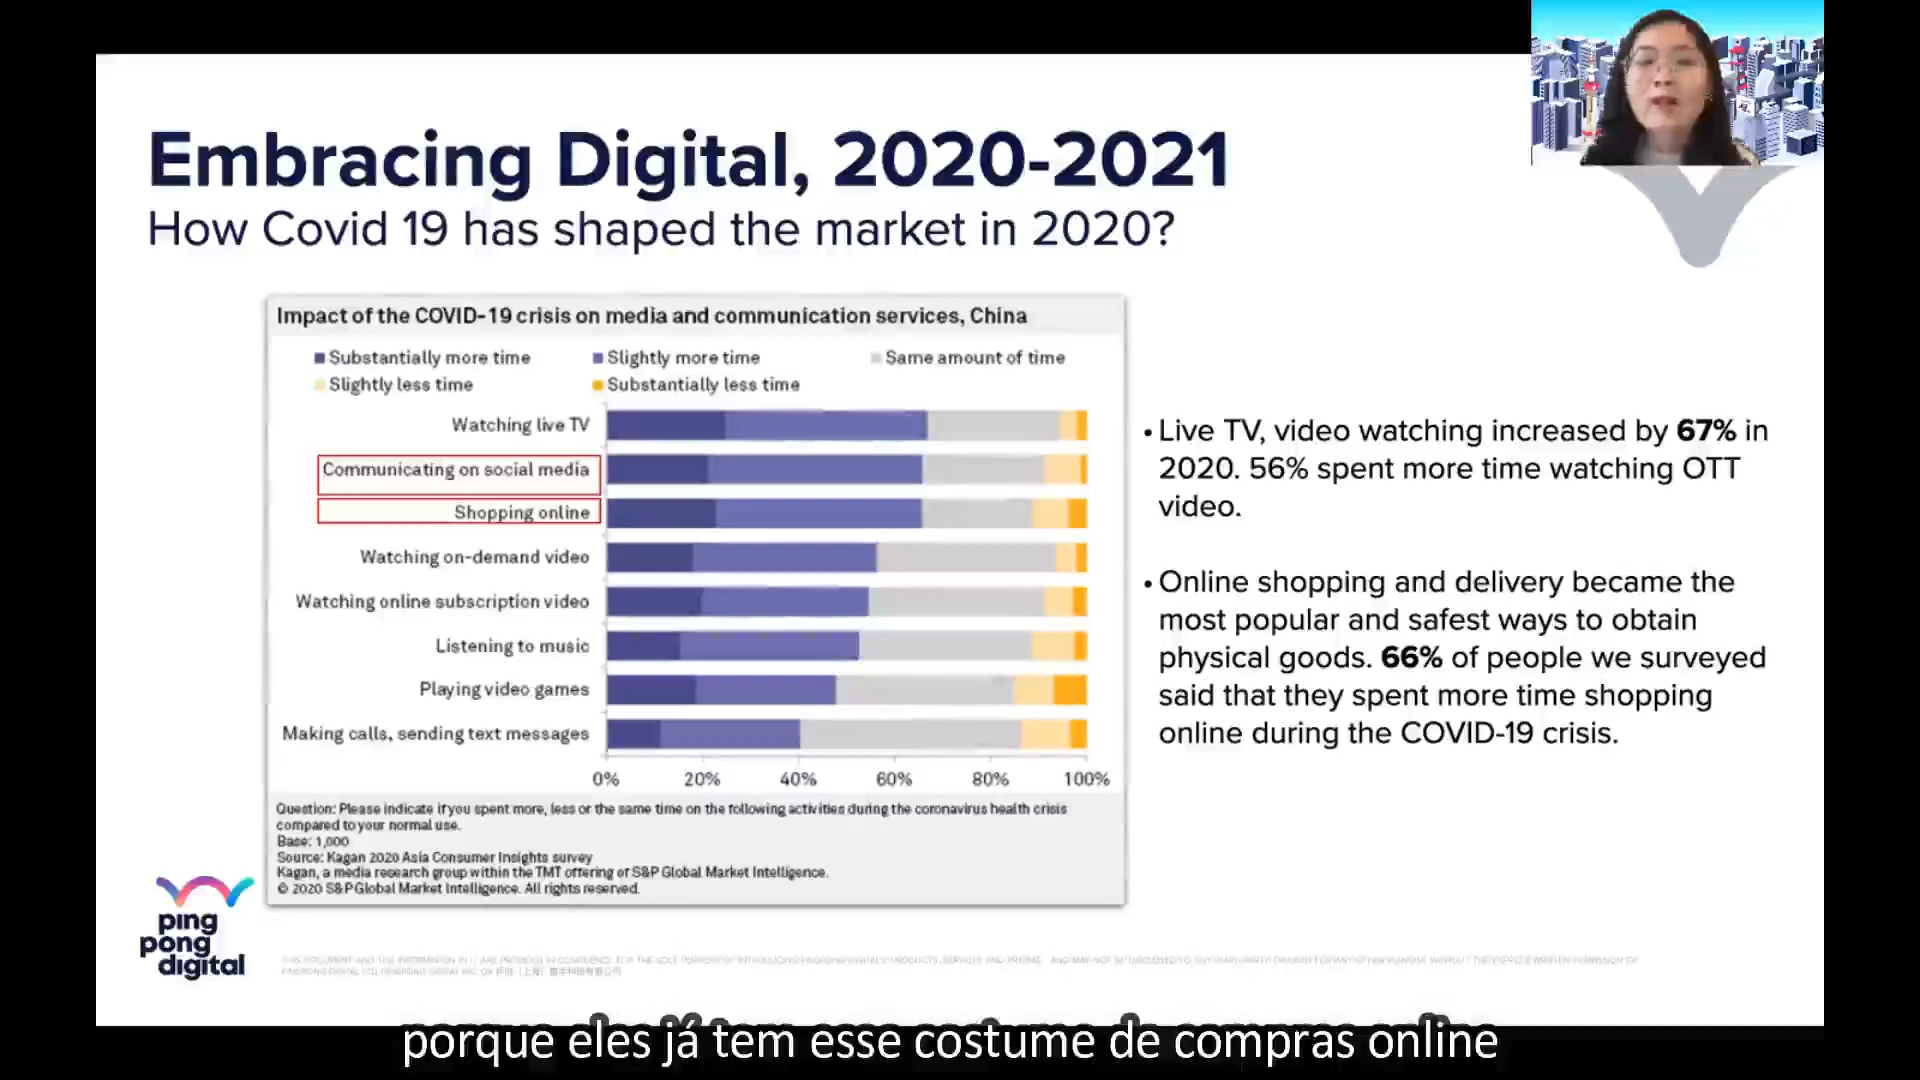 Embracing Digital, 2020-2021
How Covid 19 has shaped the market in 2020?
Impact of the COVID-19 crisis on media and communication services, China
Substantially more time
Slightly more time
Same amount of time
Slightly less time
Substantially less time
Watching live TV
Communicating on social media
Shopping online
Watching on-demand video
Watching online subscription video
Listening to music
Playing video games
Making calls, sending text messages
0% 20% 40% 60% 80% 100%
Question: Please indicate if you spent more, less or the same time on the following activities during the coronavirus health crisis
compared to your normal use.
Base: 1,000
Source: Kagan 2020 Asia Consumer Insights survey
Kagan, a media research group within the TMT offering of S&P Global Market Intelligence.
© 2020 S&P Global Market Intelligence. All rights reserved.
• Live TV, video watching increased by 67% in
2020. 56% spent more time watching OTT
video.
• Online shopping and delivery became the
most popular and safest ways to obtain
physical goods. 66% of people we surveyed
said that they spent more time shopping
online during the COVID-19 crisis.
ping
pong
digital
porque eles já tem esse costume de compras online